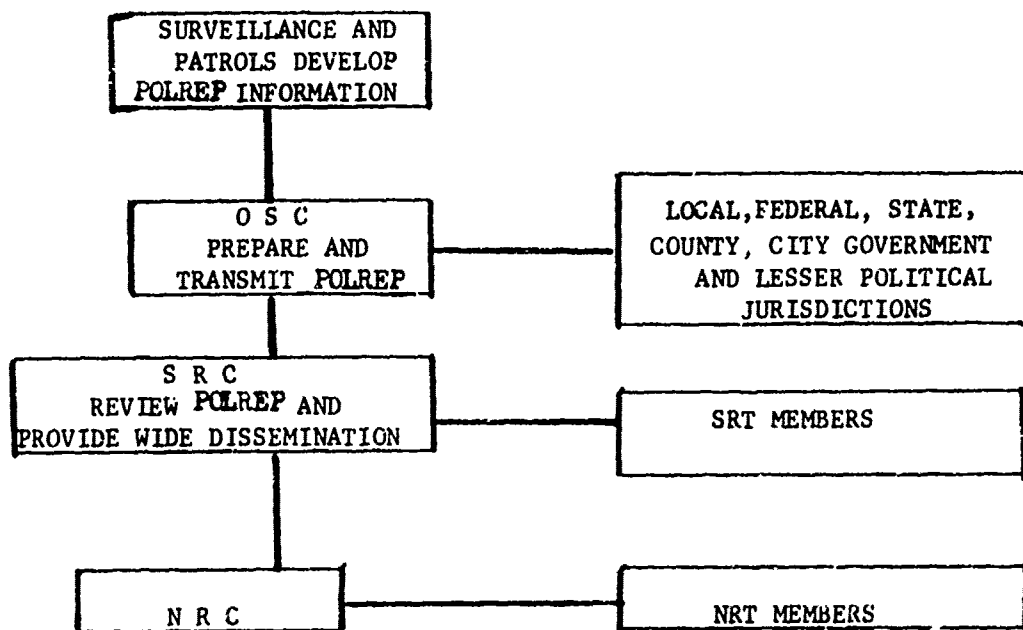 SURVEILLANCE AND
PATROLS DEVELOP
POLREP INFORMATION
O S C
PREPARE AND
TRANSMIT POLREP
LOCAL,FEDERAL, STATE,
COUNTY, CITY GOVERNMENT
AND LESSER POLITICAL
JURISDICTIONS
S R C
REVIEW POLREP AND
PROVIDE WIDE DISSEMINATION
SRT MEMBERS
N R C
NRT MEMBERS